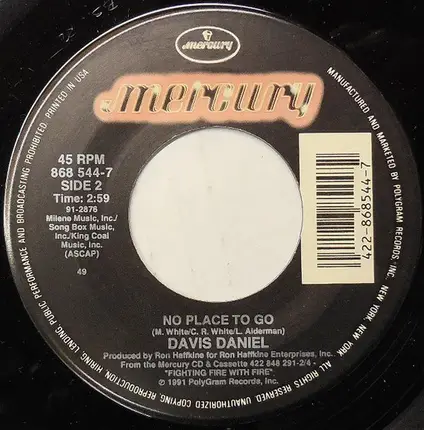 mercury
mercury
45 RPM
868 544-7
SIDE 2
Time: 2:59
91-2876
Milene Music, Inc./
Song Box Music,
Inc./King Coal
Music, Inc.
(ASCAP)
49
422-868544-7
NO PLACE TO GO
(M. White/C. R. White/L. Alderman)
DAVIS DANIEL
Produced by Ron Haffkine for Ron Haffkine Enterprises, Inc.
From the Mercury CD & Cassette 422 848 291-2/4 -
"FIGHTING FIRE WITH FIRE"
℗ 1991 PolyGram Records, Inc.
MANUFACTURED AND MARKETED BY POLYGRAM RECORDS, INC. NEW YORK, NEW YORK. ALL RIGHTS RESERVED. UNAUTHORIZED COPYING, REPRODUCTION, HIRING, LENDING, PUBLIC PERFORMANCE AND BROADCASTING PROHIBITED. PRINTED IN USA